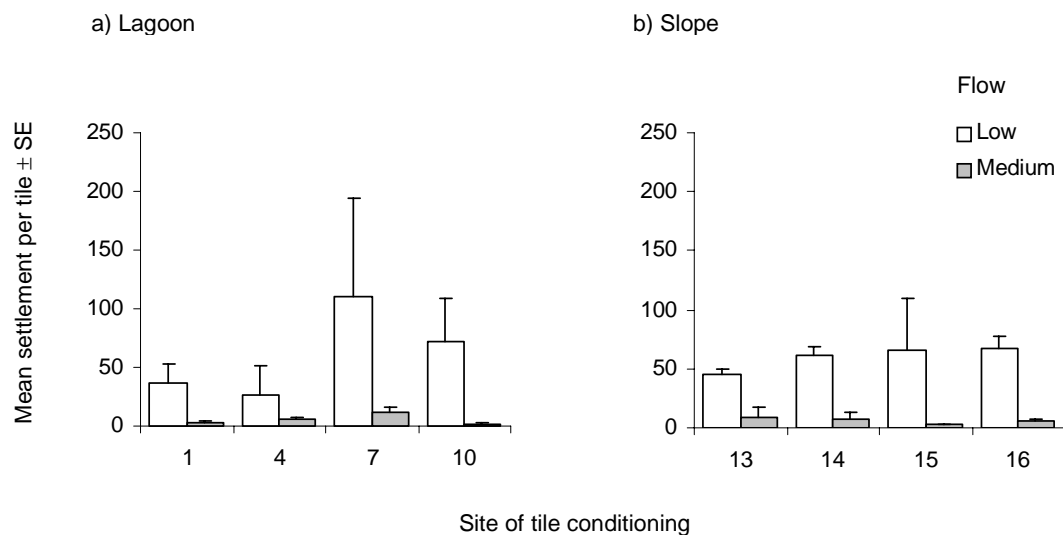 a) Lagoon
b) Slope
Flow
Low
Medium
Mean settlement per tile ± SE
250
200
150
100
50
0
1 4 7 10
250
200
150
100
50
0
13 14 15 16
Site of tile conditioning